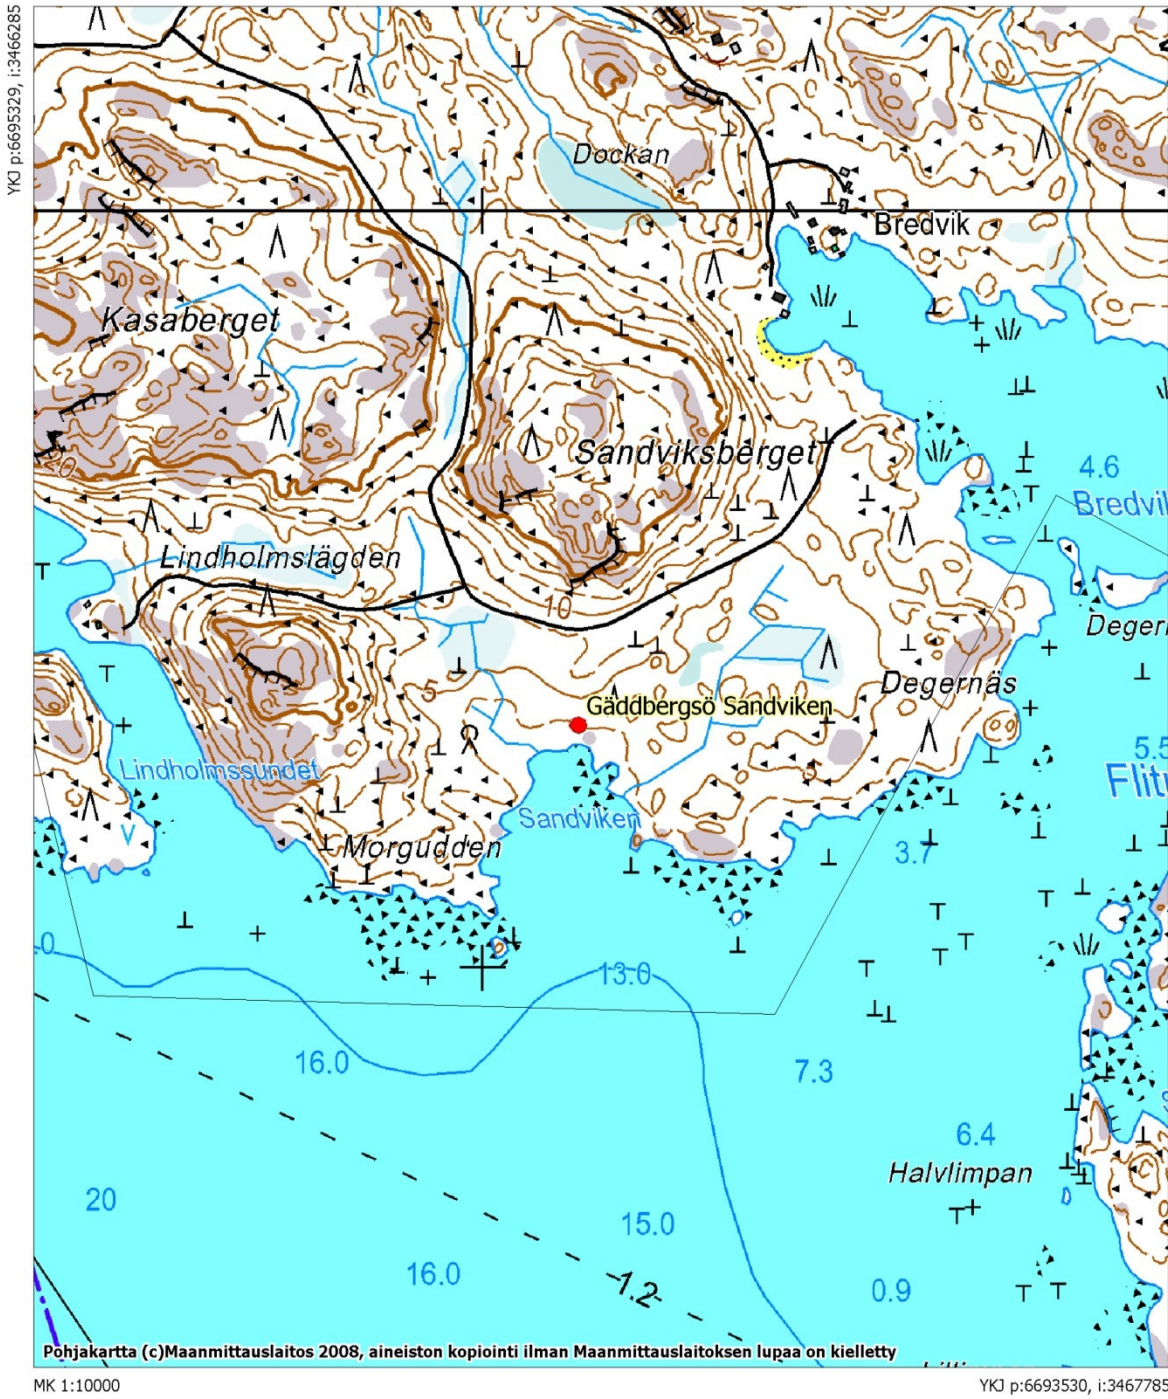 YKJ p:6695329, i:3466285
Dockan
Bredvik
Kasaberget
Sandviksberget
20
4.6
Lindholmslägden
10
5
Degernäs
Gäddbergsö Sandviken
5.5
Lindholmssundet
5
Sandviken
Morgudden
3.7
13.0
16.0
7.3
6.4
Halvlimpan
20
15.0
16.0
1.2
0.9
Pohjakartta (c)Maanmittauslaitos 2008, aineiston kopiointi ilman Maanmittauslaitoksen lupaa on kielletty
MK 1:10000
YKJ p:6693530, i:3467785